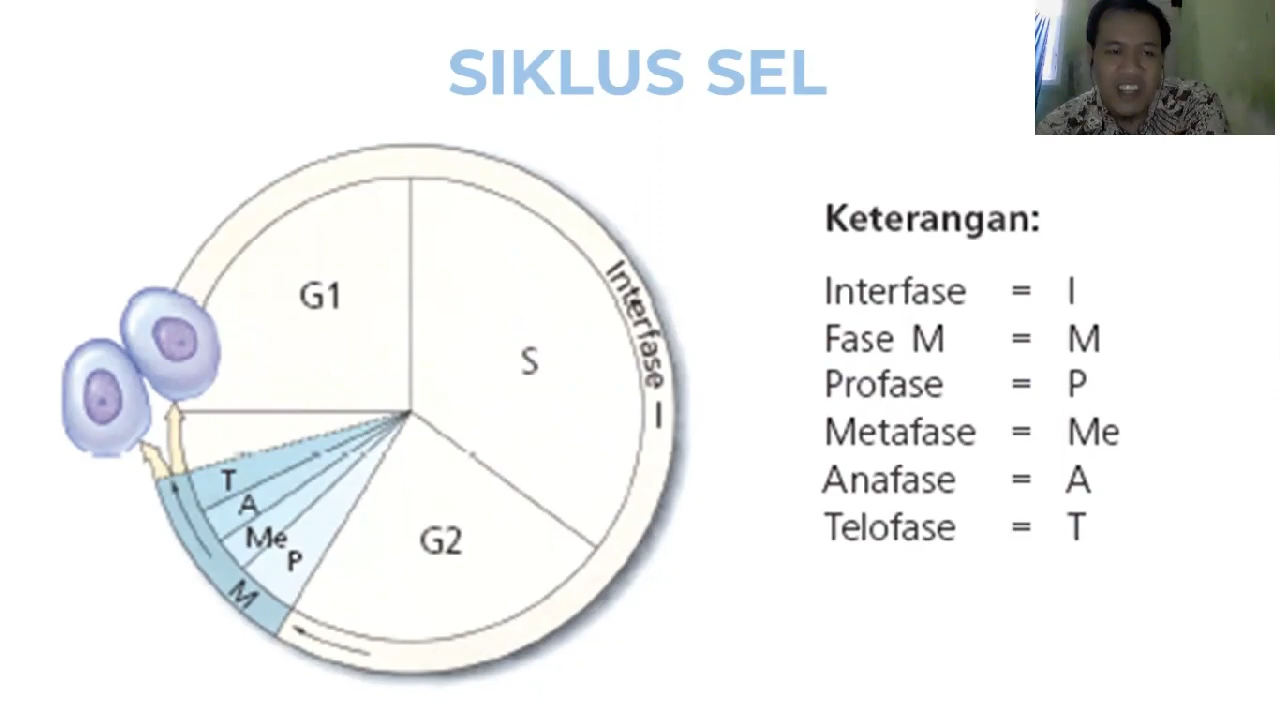 SIKLUS SEL
G1
S
Interfase
G2
T
A
Me
P
M
Keterangan:
Interfase = I
Fase M = M
Profase = P
Metafase = Me
Anafase = A
Telofase = T